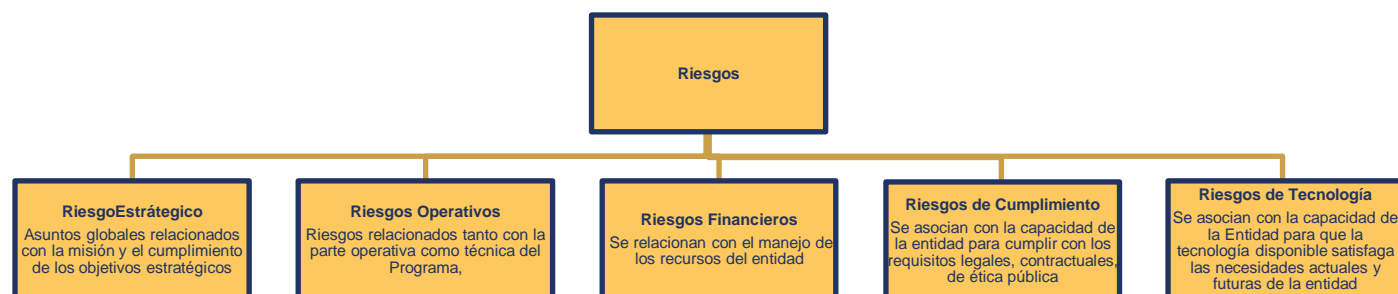 Riesgos
RiesgoEstrátegico
Asuntos globales relacionados
con la misión y el cumplimiento
de los objetivos estratégicos
Riesgos Operativos
Riesgos relacionados tanto con la
parte operativa como técnica del
Programa,
Riesgos Financieros
Se relacionan con el manejo de
los recursos del entidad
Riesgos de Cumplimiento
Se asocian con la capacidad de
la entidad para cumplir con los
requisitos legales, contractuales,
de ética pública
Riesgos de Tecnología
Se asocian con la capacidad de
la Entidad para que la
tecnología disponible satisfaga
las necesidades actuales y
futuras de la entidad